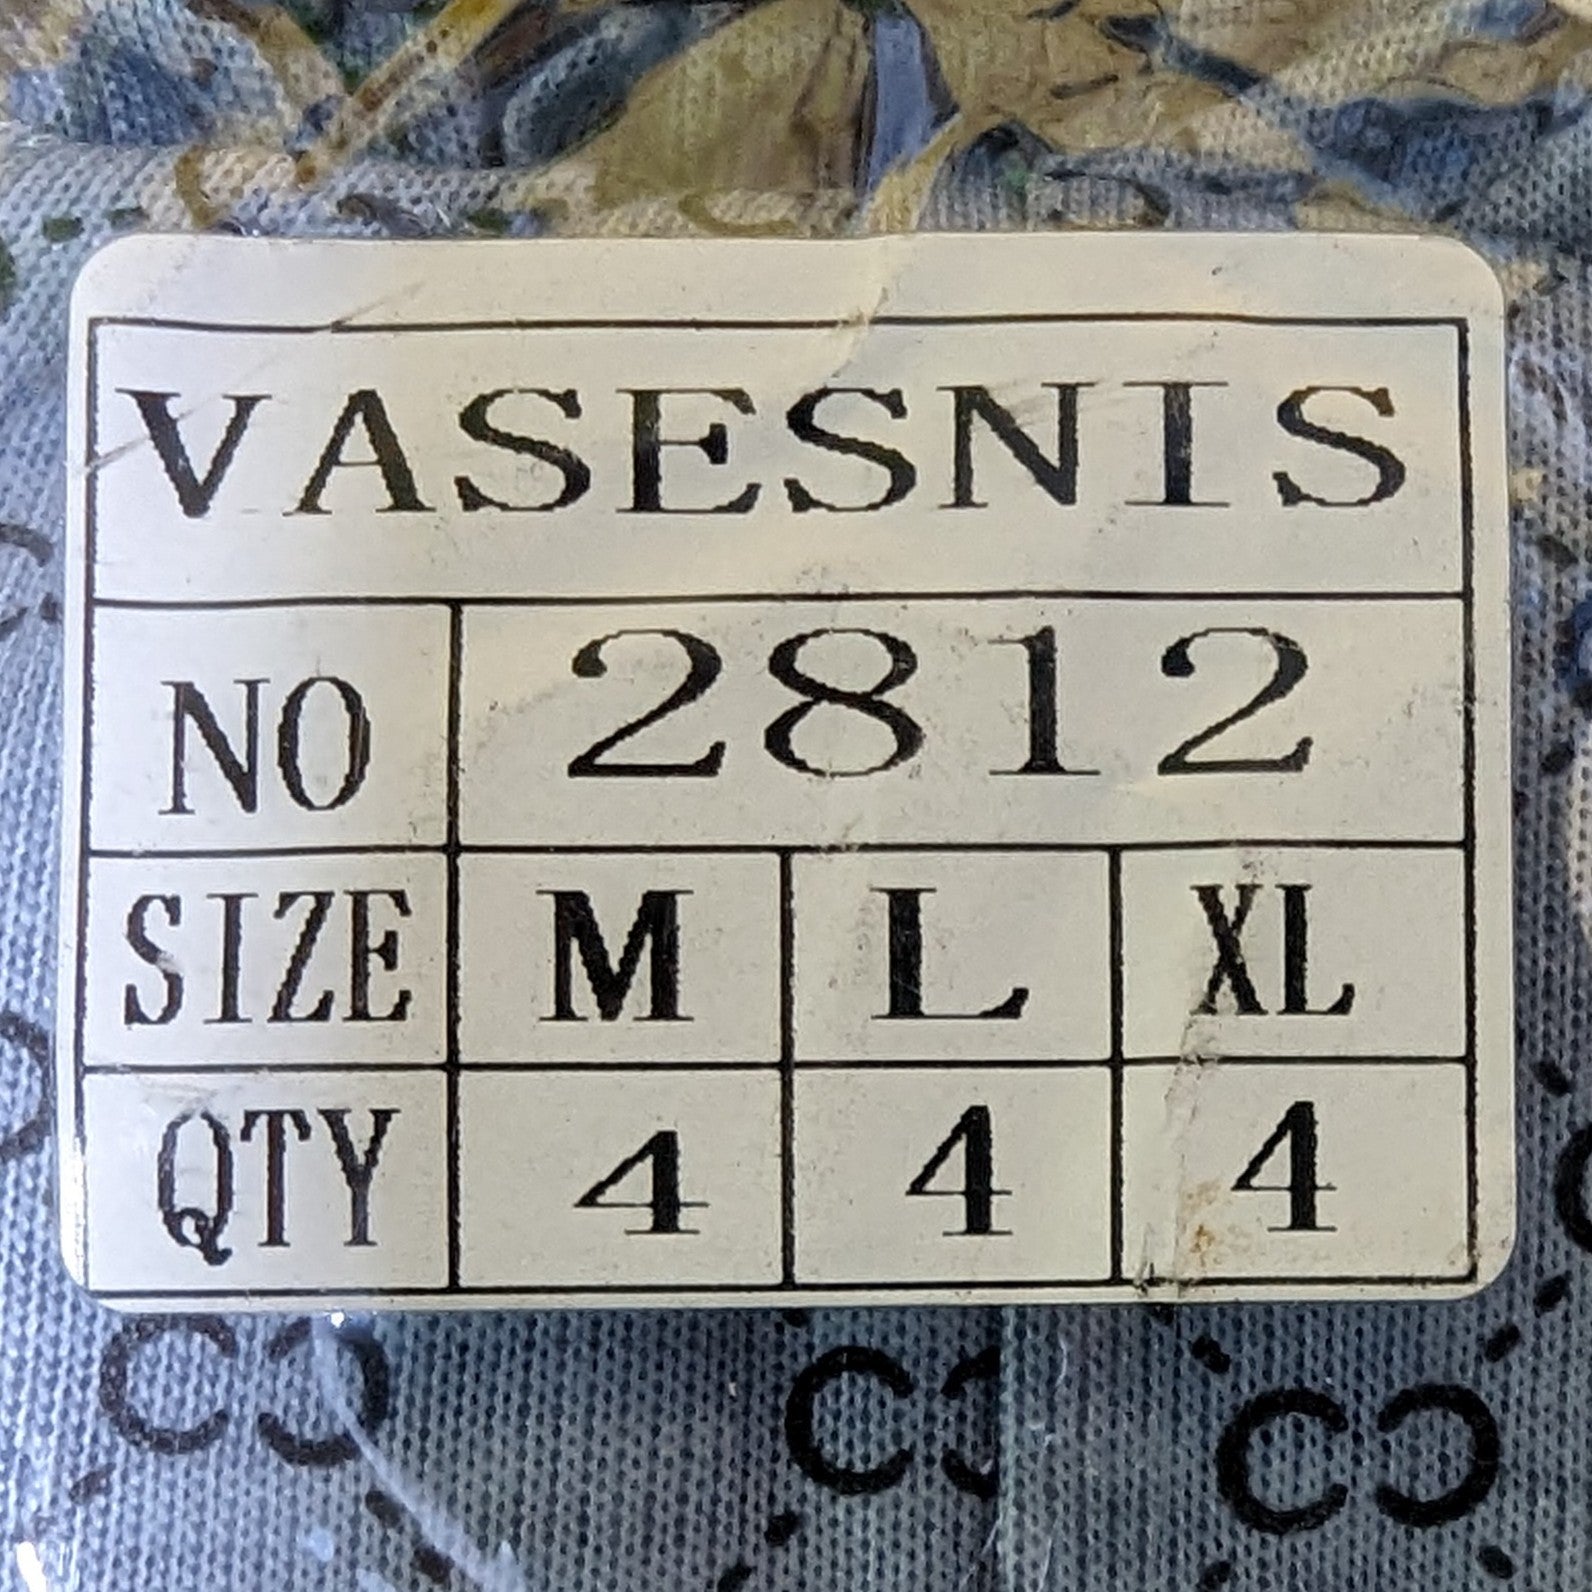 VASESNIS
NO 2812
SIZE M L XL
QTY 4 4 4